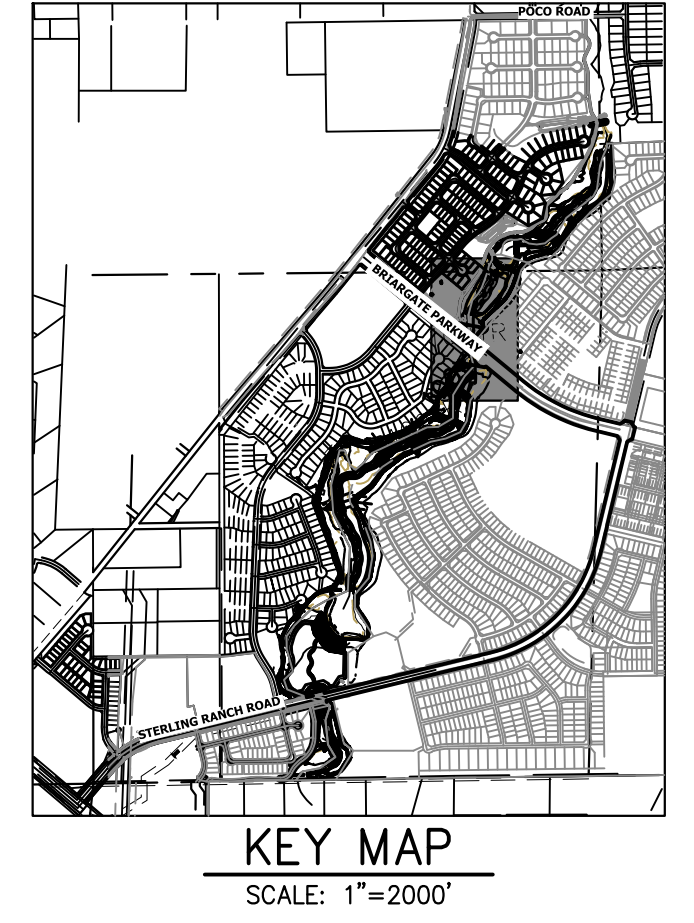 POCO ROAD
BRIARGATE PARKWAY
R
STERLING RANCH ROAD
KEY MAP
SCALE: 1"=2000'